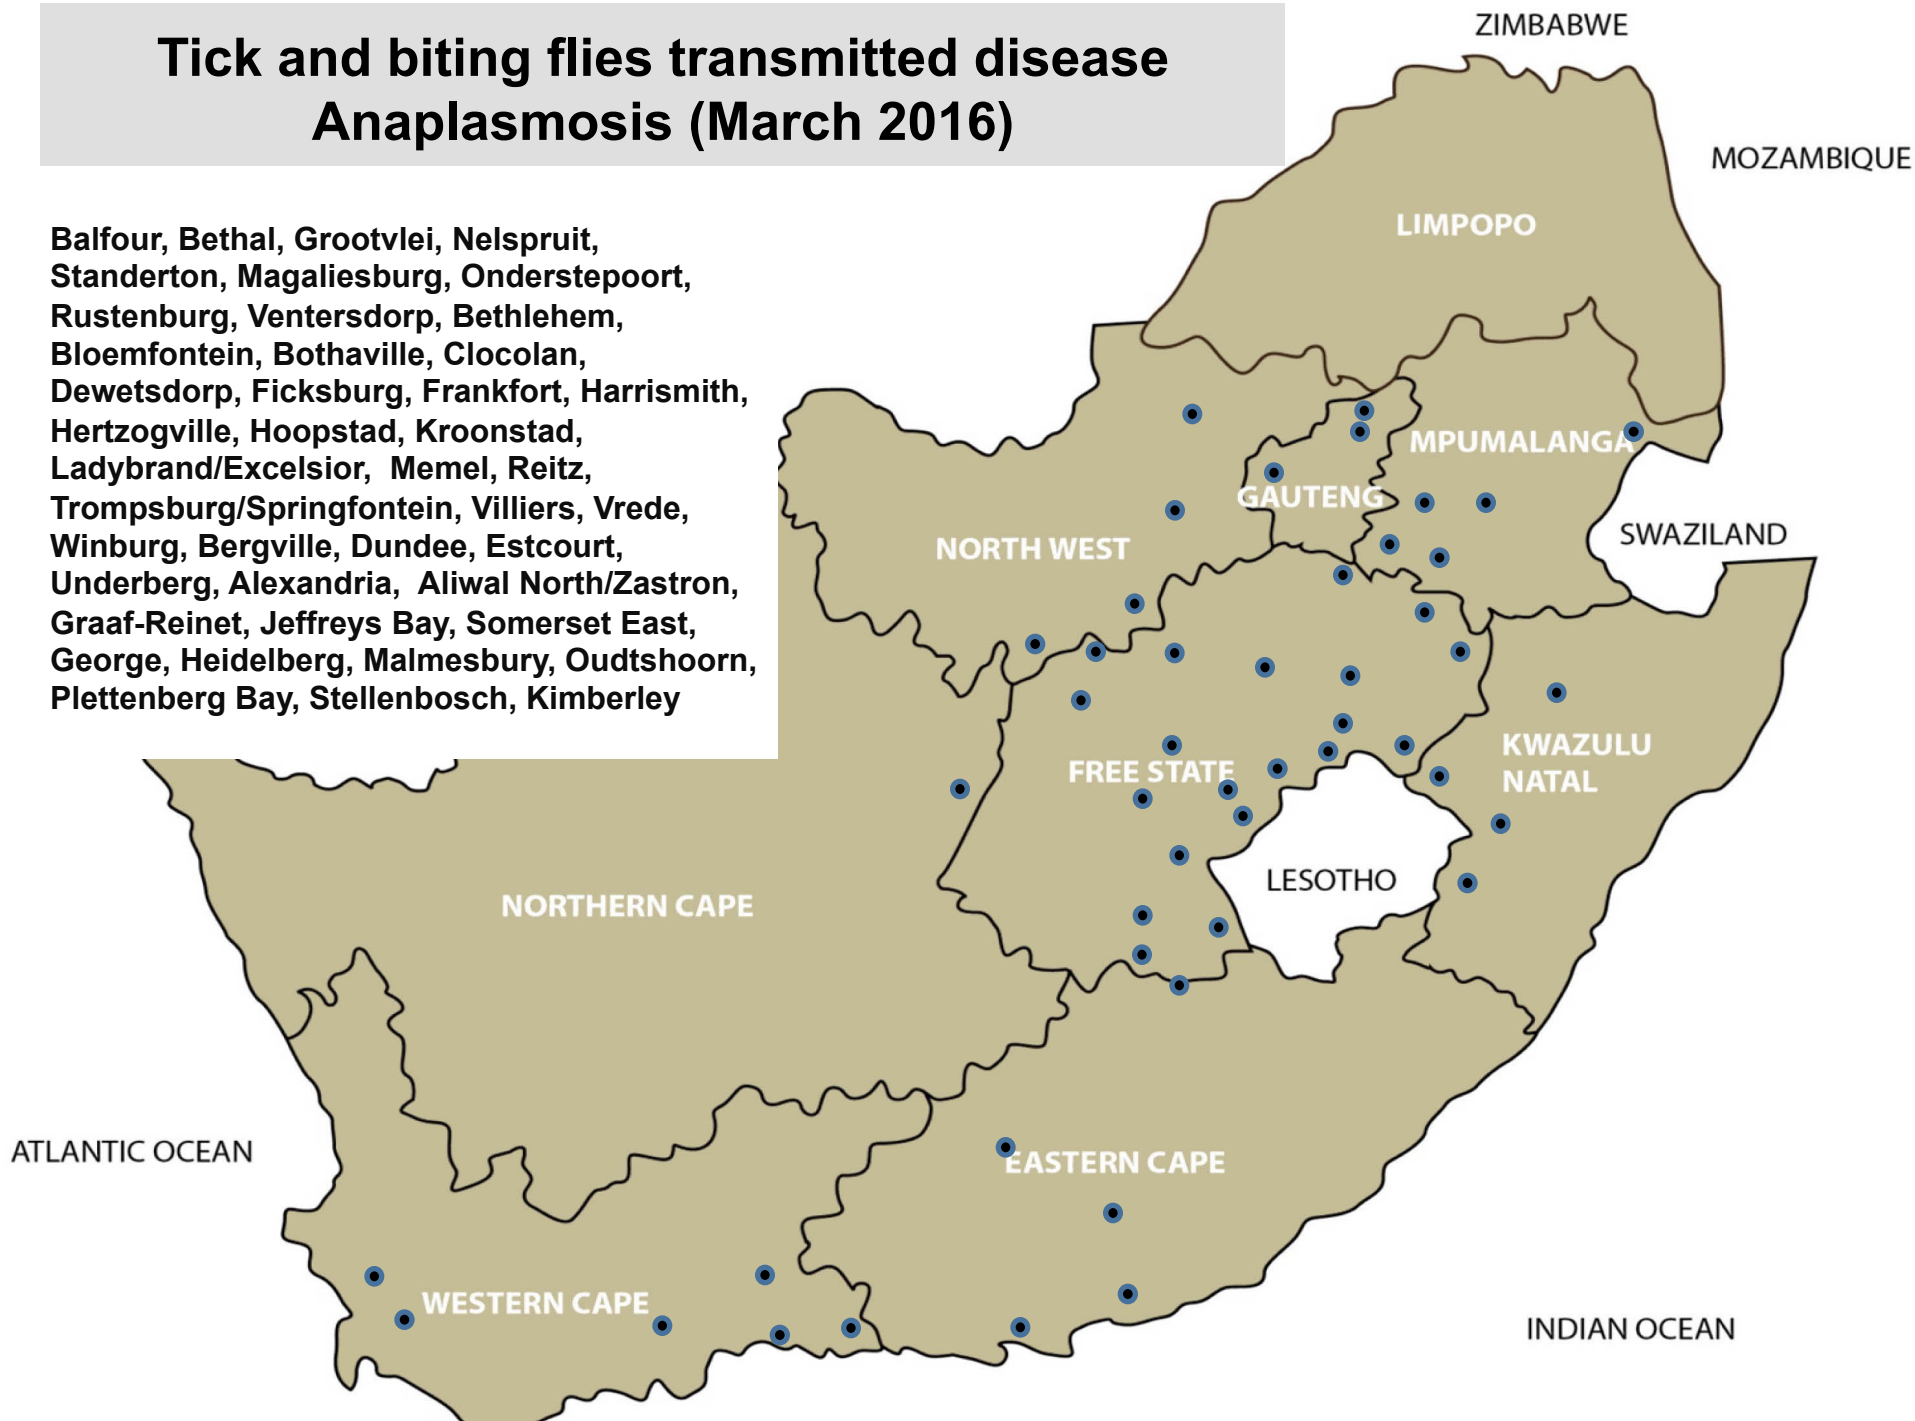 Tick and biting flies transmitted disease
Anaplasmosis (March 2016)
Balfour, Bethal, Grootvlei, Nelspruit,
Standerton, Magaliesburg, Onderstepoort,
Rustenburg, Ventersdorp, Bethlehem,
Bloemfontein, Bothaville, Clocolan,
Dewetsdorp, Ficksburg, Frankfort, Harrismith,
Hertzogville, Hoopstad, Kroonstad,
Ladybrand/Excelsior,  Memel, Reitz,
Trompsburg/Springfontein, Villiers, Vrede,
Winburg, Bergville, Dundee, Estcourt,
Underberg, Alexandria,  Aliwal North/Zastron,
Graaf-Reinet, Jeffreys Bay, Somerset East,
George, Heidelberg, Malmesbury, Oudtshoorn,
Plettenberg Bay, Stellenbosch, Kimberley
ZIMBABWE
MOZAMBIQUE
LIMPOPO
MPUMALANGA
GAUTENG
SWAZILAND
NORTH WEST
KWAZULU
NATAL
FREE STATE
LESOTHO
NORTHERN CAPE
ATLANTIC OCEAN
EASTERN CAPE
WESTERN CAPE
INDIAN OCEAN